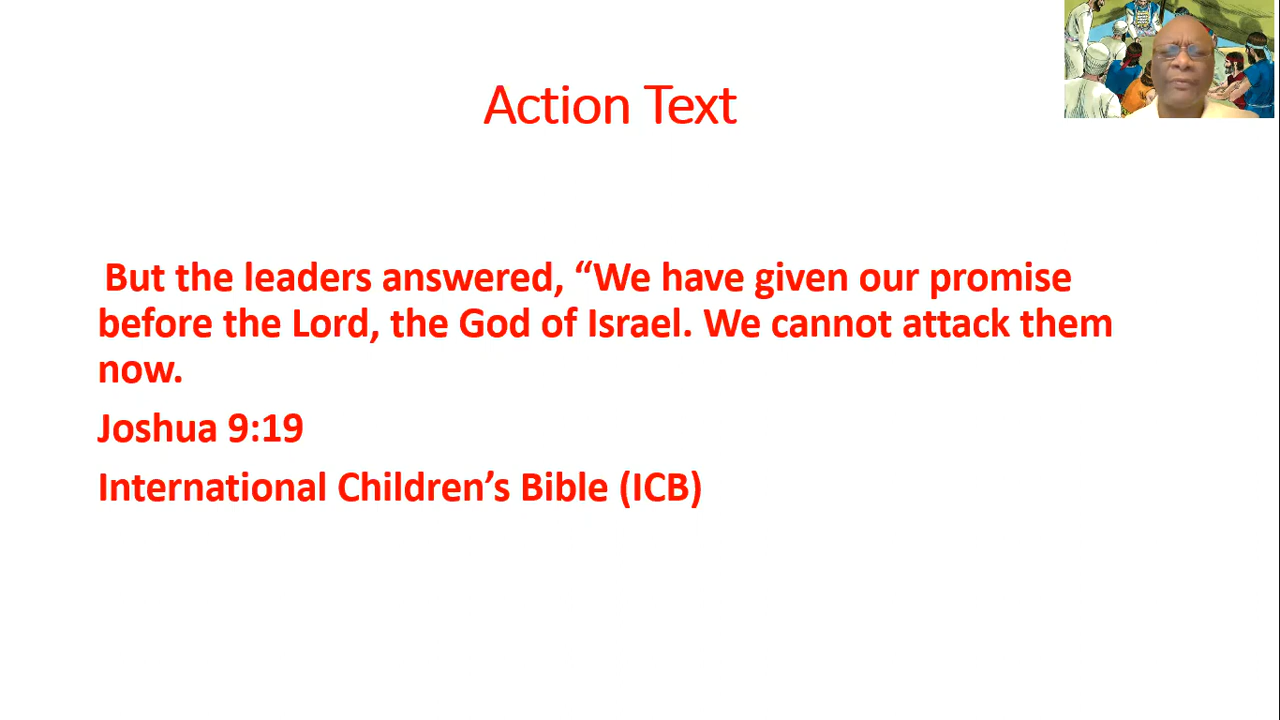 Action Text
But the leaders answered, “We have given our promise
before the Lord, the God of Israel. We cannot attack them
now.
Joshua 9:19
International Children’s Bible (ICB)